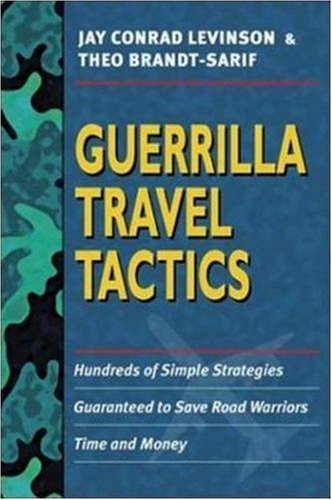 JAY CONRAD LEVINSON &
THEO BRANDT-SARIF
GUERRILLA
TRAVEL
TACTICS
Hundreds of Simple Strategies
Guaranteed to Save Road Warriors
Time and Money